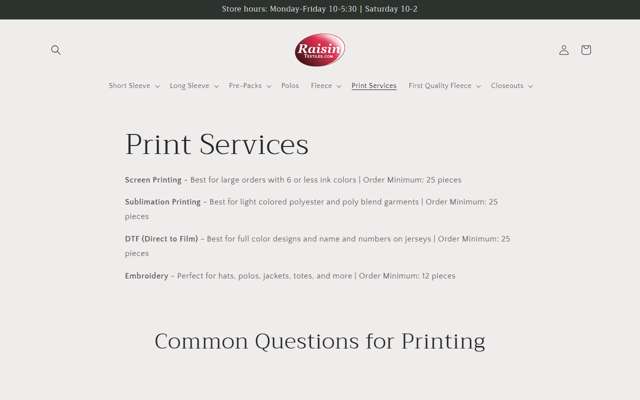 Store hours: Monday-Friday 10-5:30 | Saturday 10-2
Raisin
TEXTILES.COM
Short Sleeve
Long Sleeve
Pre-Packs
Polos
Fleece
Print Services
First Quality Fleece
Closeouts
Print Services
Screen Printing - Best for large orders with 6 or less ink colors | Order Minimum: 25 pieces
Sublimation Printing - Best for light colored polyester and poly blend garments | Order Minimum: 25
pieces
DTF (Direct to Film) – Best for full color designs and name and numbers on jerseys | Order Minimum: 25
pieces
Embroidery – Perfect for hats, polos, jackets, totes, and more | Order Minimum: 12 pieces
Common Questions for Printing